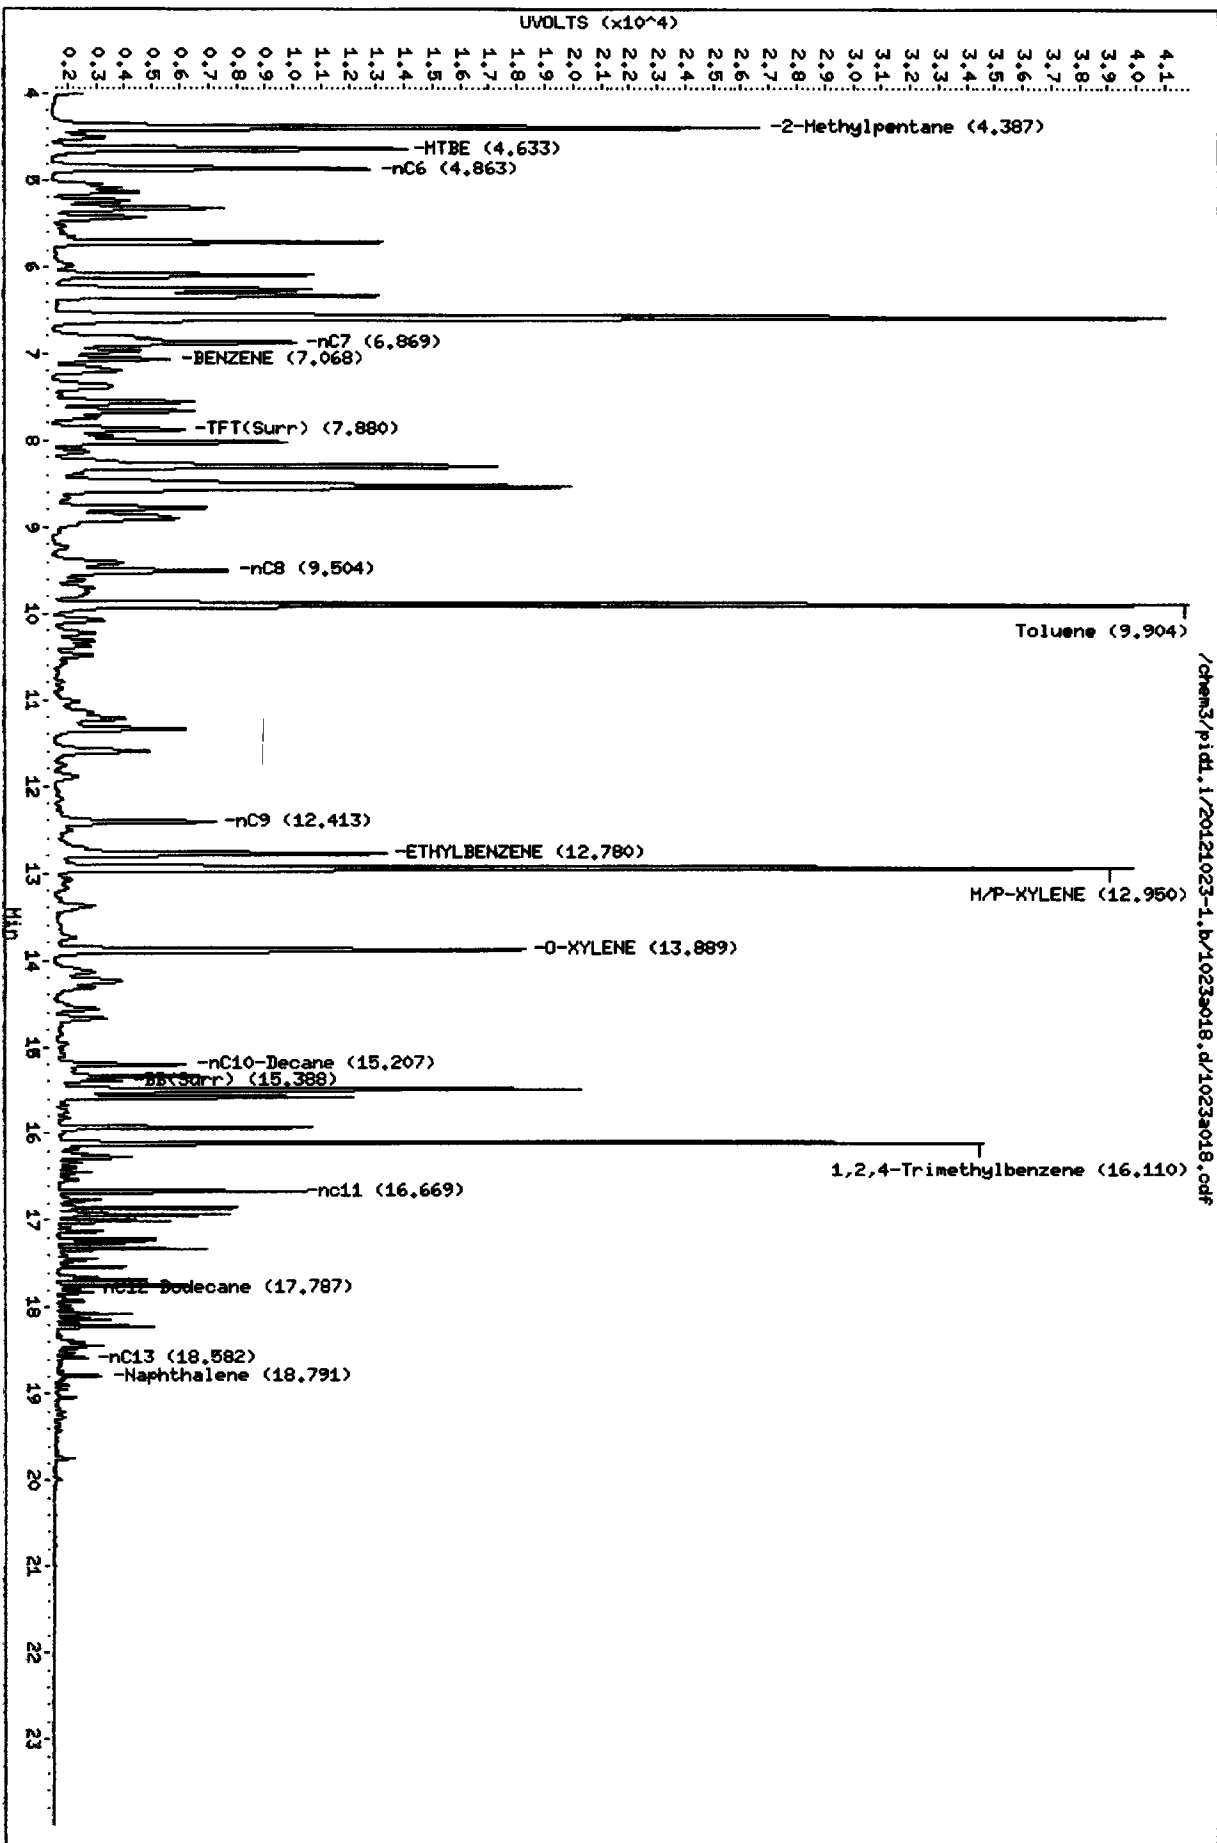 UVOLTS (x10^4)
0.2
0.3
0.4
0.5
0.6
0.7
0.8
0.9
1.0
1.1
1.2
1.3
1.4
1.5
1.6
1.7
1.8
1.9
2.0
2.1
2.2
2.3
2.4
2.5
2.6
2.7
2.8
2.9
3.0
3.1
3.2
3.3
3.4
3.5
3.6
3.7
3.8
3.9
4.0
4.1
/chem3/pid1.i/20121023-1.b/1023a018.d/1023a018.cdf
-2-Methylpentane (4.387)
-MTBE (4.633)
-nC6 (4.863)
-nC7 (6.869)
-BENZENE (7.068)
-TFT(Surr) (7.880)
-nC8 (9.504)
Toluene (9.904)
-nC9 (12.413)
-ETHYLBENZENE (12.780)
M/P-XYLENE (12.950)
-O-XYLENE (13.889)
-nC10-Decane (15.207)
-BB(Surr) (15.388)
1,2,4-Trimethylbenzene (16.110)
-nc11 (16.669)
-nC12-Dodecane (17.787)
-nC13 (18.582)
-Naphthalene (18.791)
4
5
6
7
8
9
10
11
12
13
14
15
16
17
18
19
20
21
22
23
Min